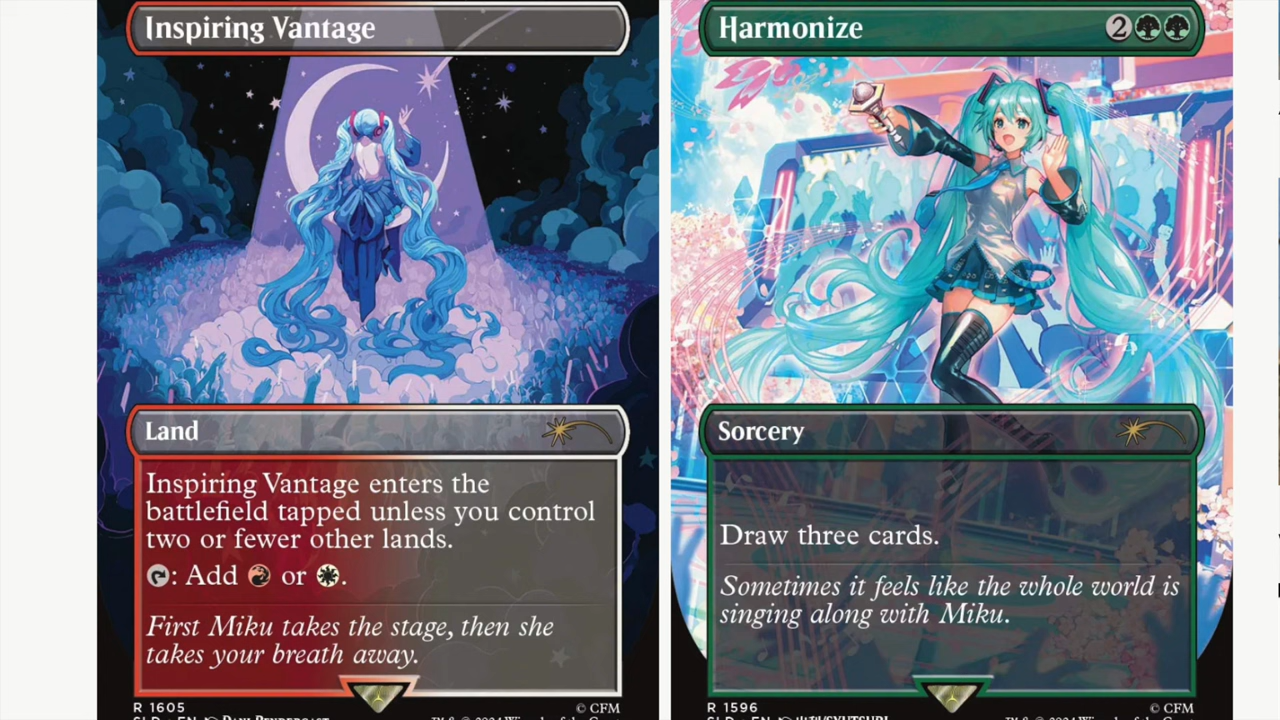 Inspiring Vantage
Land
Inspiring Vantage enters the
battlefield tapped unless you control
two or fewer other lands.
: Add or .
First Miku takes the stage, then she
takes your breath away.
R 1605
© CFM
Harmonize
2
Sorcery
Draw three cards.
Sometimes it feels like the whole world is
singing along with Miku.
R 1596
© CFM